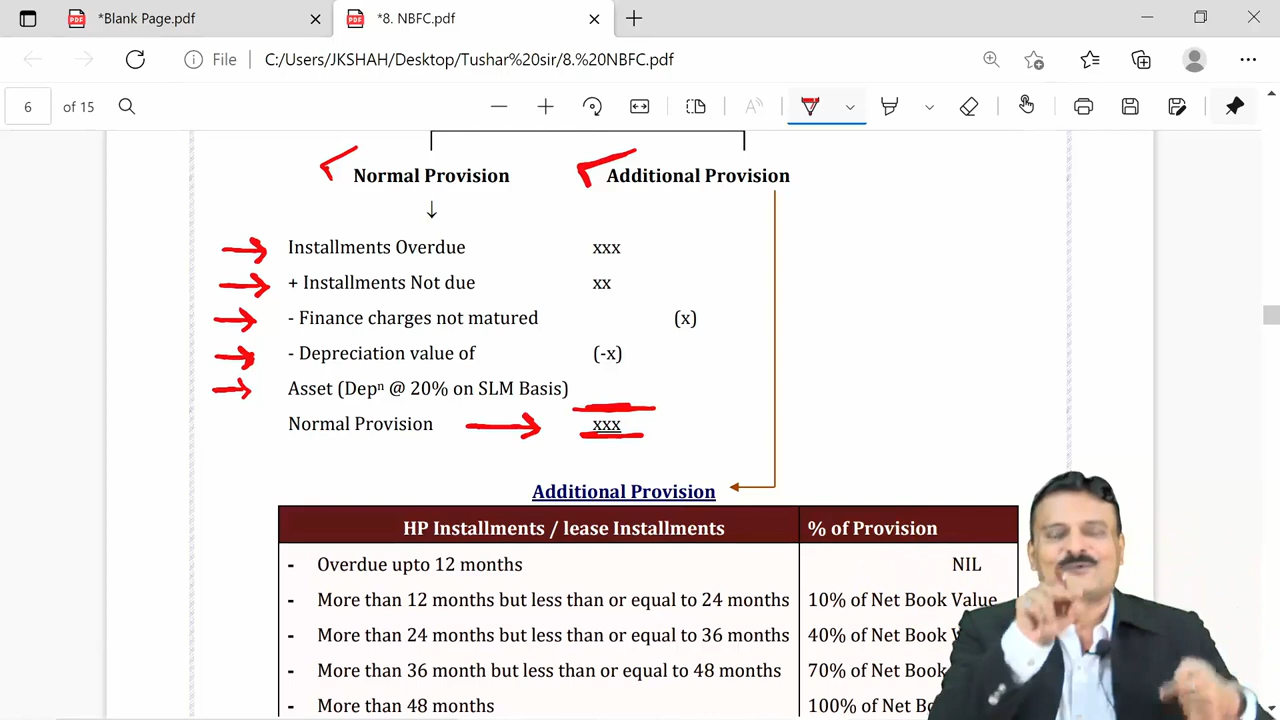 *Blank Page.pdf
*8. NBFC.pdf
File C:/Users/JKSHAH/Desktop/Tushar%20sir/8.%20NBFC.pdf
6 of 15
Normal Provision Additional Provision
↓
Installments Overdue xxx
+ Installments Not due xx
- Finance charges not matured (x)
- Depreciation value of (-x)
Asset (Depⁿ @ 20% on SLM Basis)
Normal Provision xxx
Additional Provision
HP Installments / lease Installments % of Provision
- Overdue upto 12 months NIL
- More than 12 months but less than or equal to 24 months 10% of Net Book Value
- More than 24 months but less than or equal to 36 months 40% of Net Book
- More than 36 month but less than or equal to 48 months 70% of Net Book
- More than 48 months 100% of Net